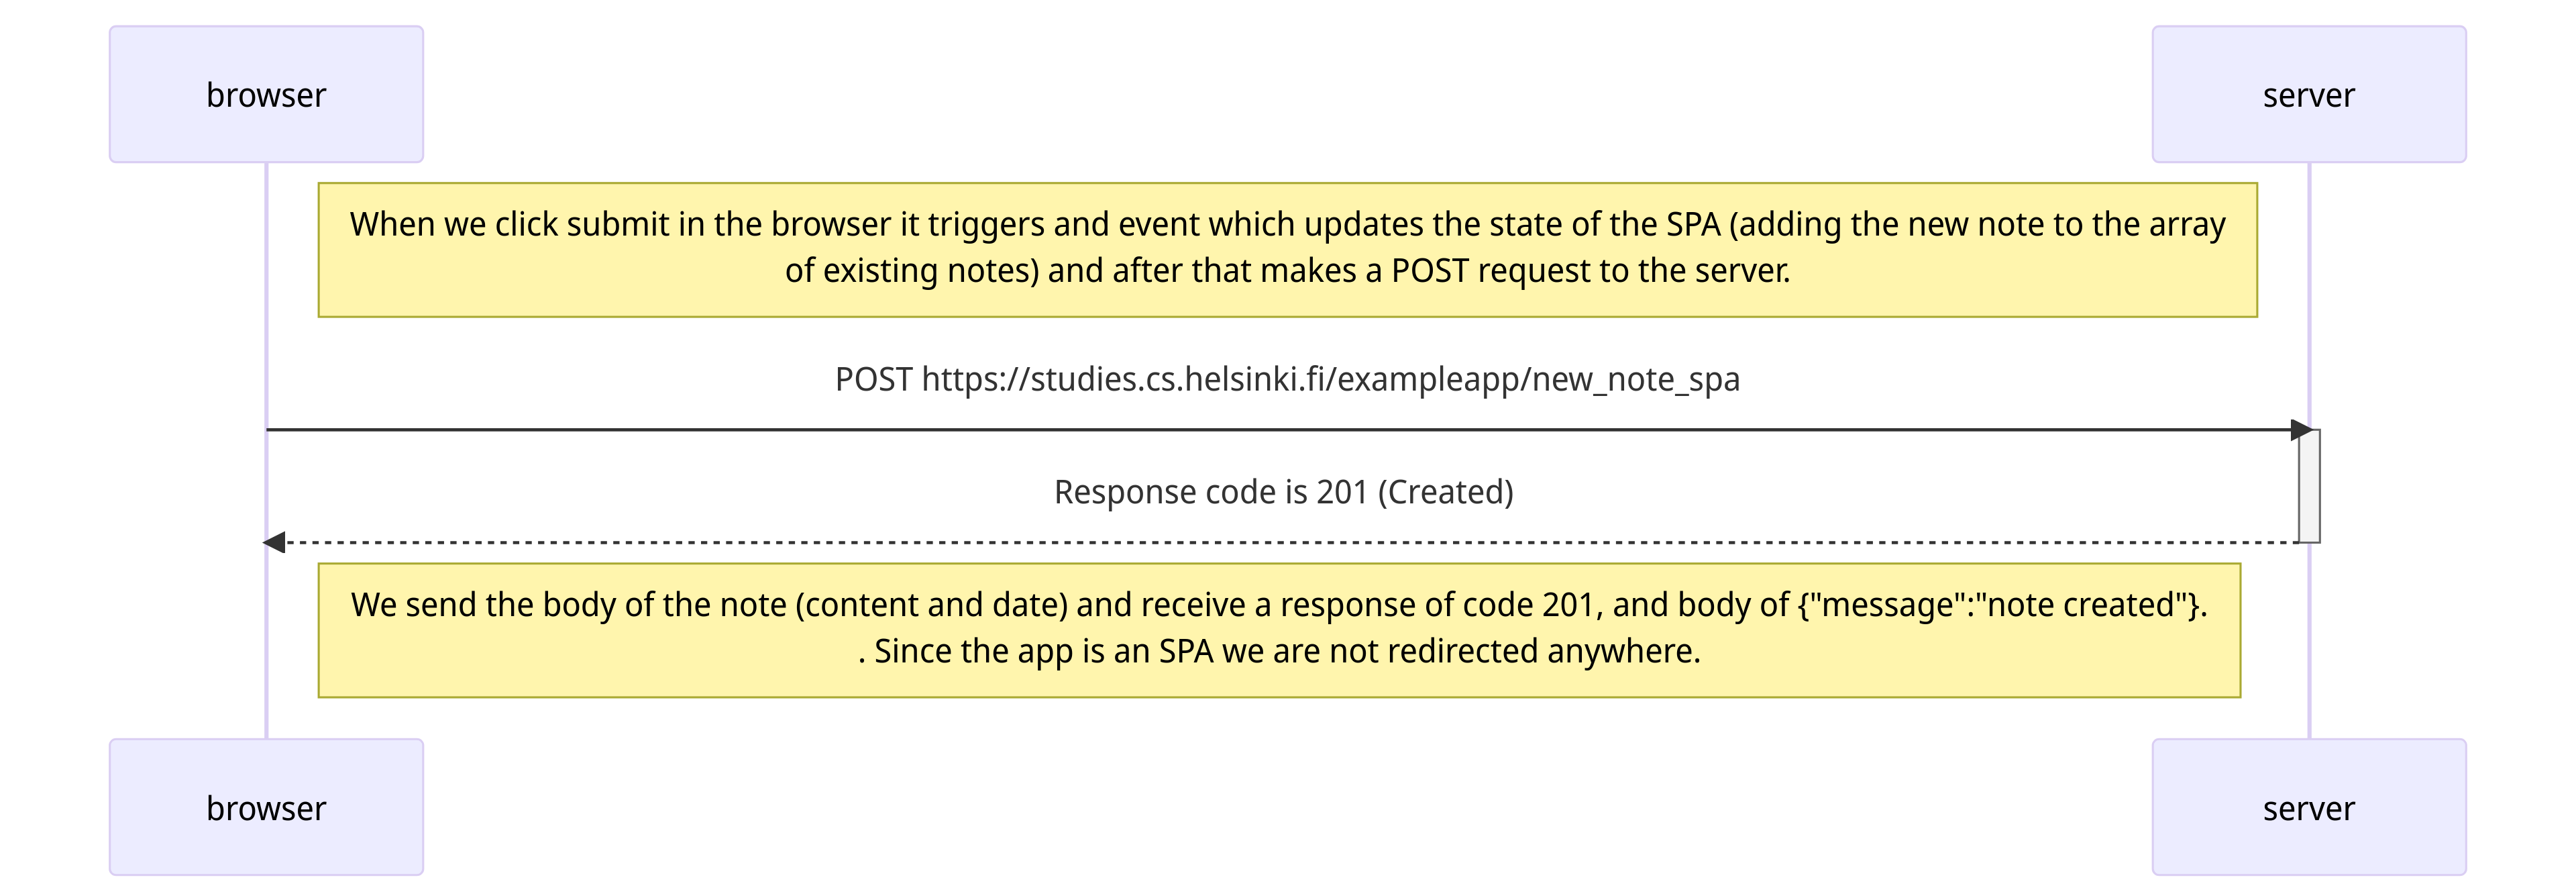 browser
server
When we click submit in the browser it triggers and event which updates the state of the SPA (adding the new note to the array
of existing notes) and after that makes a POST request to the server.
POST https://studies.cs.helsinki.fi/exampleapp/new_note_spa
Response code is 201 (Created)
We send the body of the note (content and date) and receive a response of code 201, and body of {"message":"note created"}.
. Since the app is an SPA we are not redirected anywhere.
browser
server